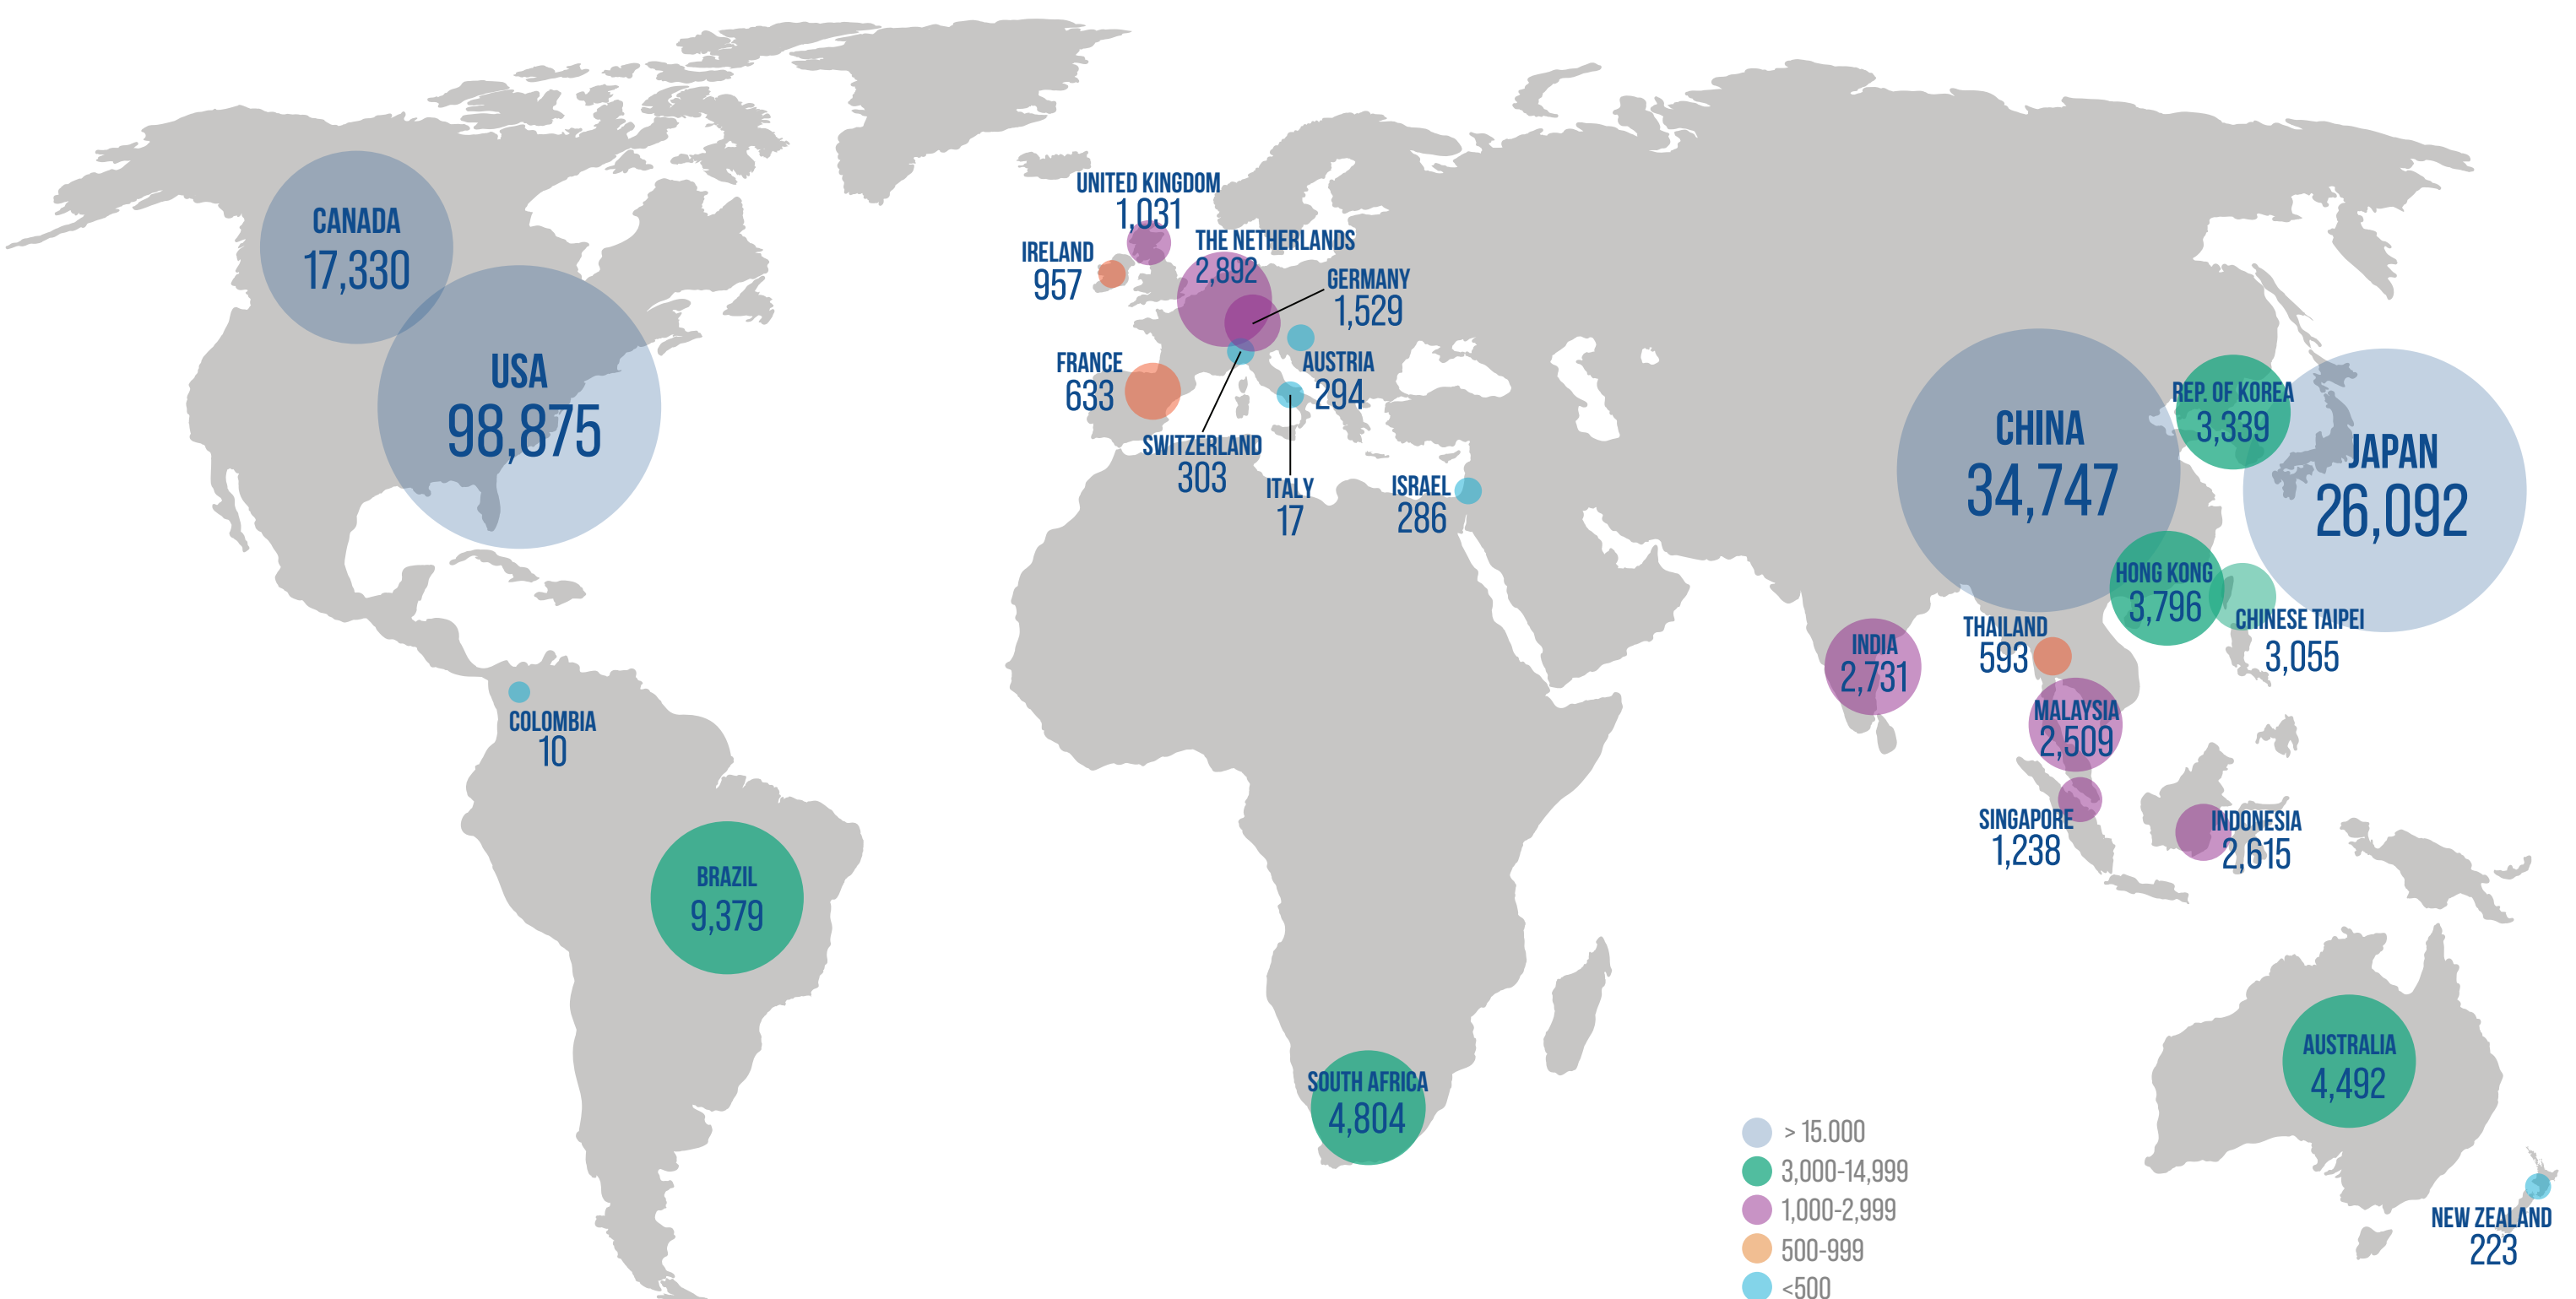 CANADA
17,330
USA
98,875
COLOMBIA
10
BRAZIL
9,379
UNITED KINGDOM
1,031
IRELAND
957
THE NETHERLANDS
2,892
GERMANY
1,529
FRANCE
633
AUSTRIA
294
SWITZERLAND
303
ITALY
17
ISRAEL
286
SOUTH AFRICA
4,804
CHINA
34,747
REP. OF KOREA
3,339
JAPAN
26,092
HONG KONG
3,796
CHINESE TAIPEI
3,055
INDIA
2,731
THAILAND
593
MALAYSIA
2,509
SINGAPORE
1,238
INDONESIA
2,615
AUSTRALIA
4,492
NEW ZEALAND
223
> 15.000
3,000-14,999
1,000-2,999
500-999
<500